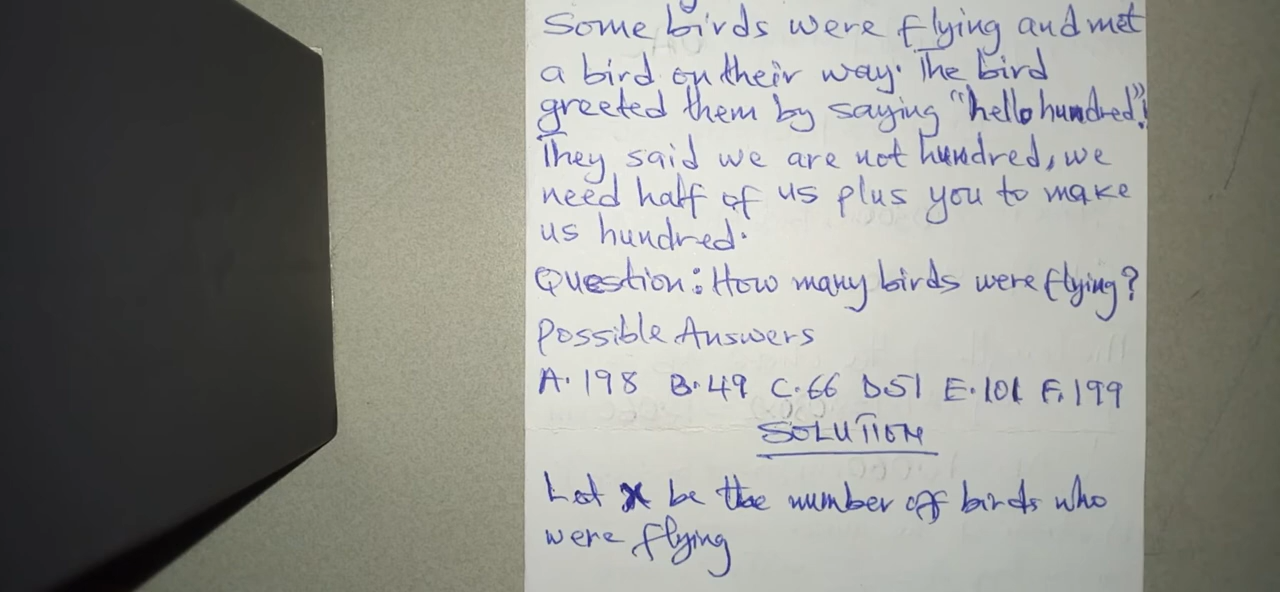 Some birds were flying and met
a bird on their way. The bird
greeted them by saying "hello hundred"!
They said we are not hundred, we
need half of us plus you to make
us hundred.
Question: How many birds were flying?
Possible Answers
A. 198 B. 49 C. 66 D. 51 E. 101 F. 199
SOLUTION
Let x be the number off birds who
were flying